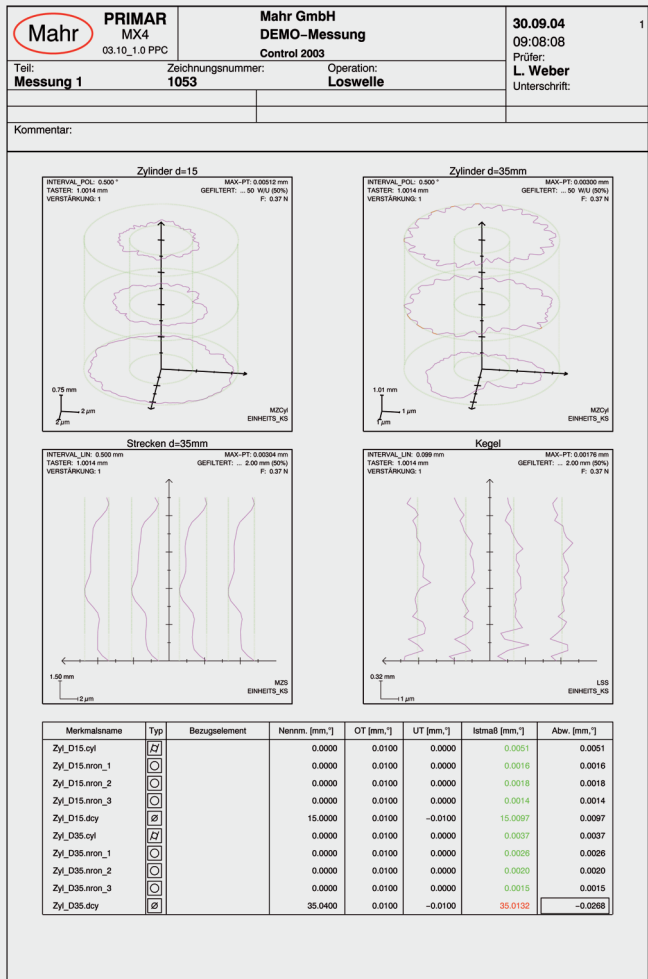 Mahr
PRIMAR
MX4
03.10_1.0 PPC
Mahr GmbH
DEMO–Messung
Control 2003
30.09.04 1
09:08:08
Prüfer:
L. Weber
Unterschrift:
Teil: Zeichnungsnummer: Operation:
Messung 1 1053 Loswelle
Kommentar:
Zylinder d=15
INTERVAL_POL: 0.500 ° MAX–PT: 0.00512 mm
TASTER: 1.0014 mm GEFILTERT: ... 50 W/U (50%)
VERSTÄRKUNG: 1 F: 0.37 N
0.75 mm
2 µm
2 µm
MZCyl
EINHEITS_KS
Zylinder d=35mm
INTERVAL_POL: 0.500 ° MAX–PT: 0.00300 mm
TASTER: 1.0014 mm GEFILTERT: ... 50 W/U (50%)
VERSTÄRKUNG: 1 F: 0.37 N
1.01 mm
1 µm
1 µm
MZCyl
EINHEITS_KS
Strecken d=35mm
INTERVAL_LIN: 0.500 mm MAX–PT: 0.00304 mm
TASTER: 1.0014 mm GEFILTERT: ... 2.00 mm (50%)
VERSTÄRKUNG: 1 F: 0.37 N
1.50 mm
2 µm
MZS
EINHEITS_KS
Kegel
INTERVAL_LIN: 0.099 mm MAX–PT: 0.00176 mm
TASTER: 1.0014 mm GEFILTERT: ... 2.00 mm (50%)
VERSTÄRKUNG: 1 F: 0.37 N
0.32 mm
1 µm
LSS
EINHEITS_KS
Merkmalsname Typ Bezugselement Nennm. [mm,°] OT [mm,°] UT [mm,°] Istmaß [mm,°] Abw. [mm,°]
Zyl_D15.cyl 0.0000 0.0100 0.0000 0.0051 0.0051
Zyl_D15.nron_1 0.0000 0.0100 0.0000 0.0016 0.0016
Zyl_D15.nron_2 0.0000 0.0100 0.0000 0.0018 0.0018
Zyl_D15.nron_3 0.0000 0.0100 0.0000 0.0014 0.0014
Zyl_D15.dcy ⌀ 15.0000 0.0100 –0.0100 15.0097 0.0097
Zyl_D35.cyl 0.0000 0.0100 0.0000 0.0037 0.0037
Zyl_D35.nron_1 0.0000 0.0100 0.0000 0.0026 0.0026
Zyl_D35.nron_2 0.0000 0.0100 0.0000 0.0020 0.0020
Zyl_D35.nron_3 0.0000 0.0100 0.0000 0.0015 0.0015
Zyl_D35.dcy ⌀ 35.0400 0.0100 –0.0100 35.0132 –0.0268